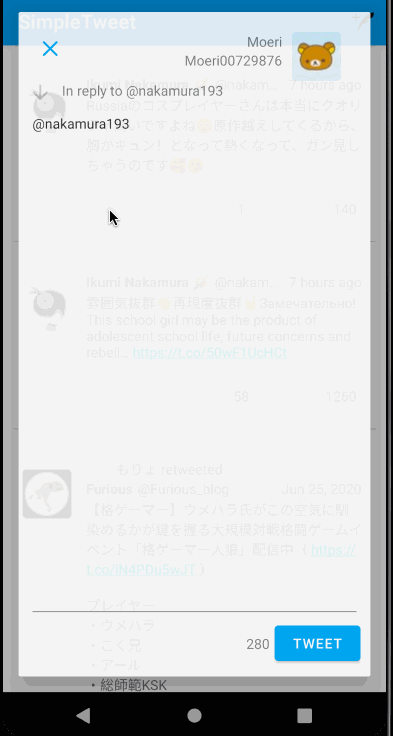 SimpleTweet
Moeri
Moeri00729876
In reply to @nakamura193
@nakamura193
Ikumi Nakamura @nakam... 7 hours ago
Russiaのコスプレイヤーさんは本当にクオリ
いですよね 原作越えしてくるから、
胸がキュン！となって熱くなって、ガン見し
ちゃうのです
1 140
Ikumi Nakamura @nakam... 7 hours ago
雰囲気抜群 再現度抜群 Замечательно!
This school girl may be the product of
adolescent school life, future concerns and
rebell... https://t.co/50wFTUcHCt
58 1260
もりょ retweeted
Furious @Furious_blog Jun 25, 2020
【格ゲーマー】ウメハラ氏がこの空気に馴
染めるかが鍵を握る大規模対戦格闘ゲームイ
ベント「格ゲーマー人狼」配信中（ https://
t.co/iN4PDu5wJT ）
プレイヤー
・ウメハラ
・こく兄
・アール
・総師範KSK
280 TWEET